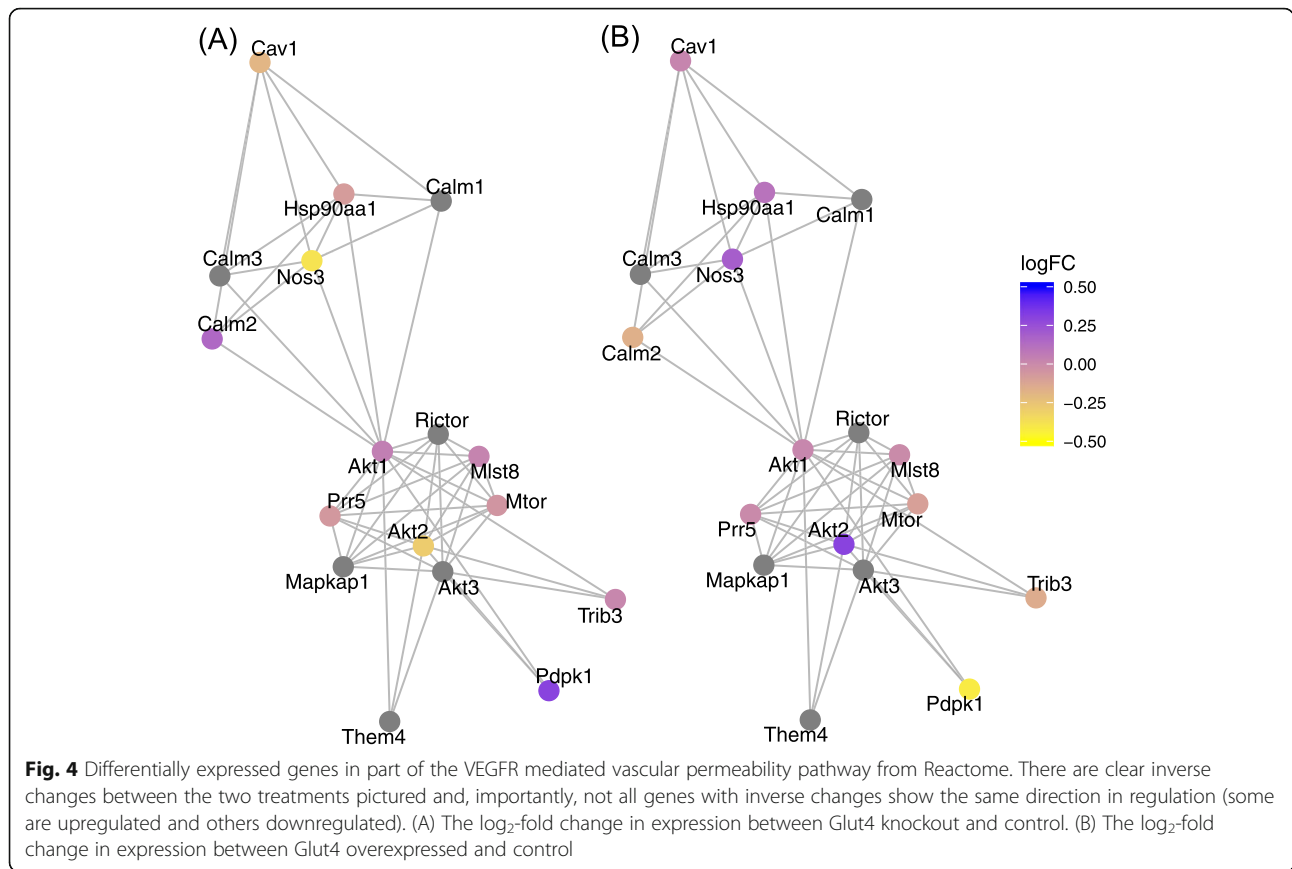 (A)
Cav1
Hsp90aa1
Calm1
Calm3
Nos3
Calm2
Rictor
Akt1
Mlst8
Prr5
Mtor
Akt2
Mapkap1
Akt3
Trib3
Pdpk1
Them4
(B)
Cav1
Hsp90aa1
Calm1
Calm3
Nos3
Calm2
Rictor
Akt1
Mlst8
Prr5
Mtor
Akt2
Mapkap1
Akt3
Trib3
Pdpk1
Them4
logFC
0.50
0.25
0.00
−0.25
−0.50
Fig. 4 Differentially expressed genes in part of the VEGFR mediated vascular permeability pathway from Reactome. There are clear inverse
changes between the two treatments pictured and, importantly, not all genes with inverse changes show the same direction in regulation (some
are upregulated and others downregulated). (A) The log₂-fold change in expression between Glut4 knockout and control. (B) The log₂-fold
change in expression between Glut4 overexpressed and control